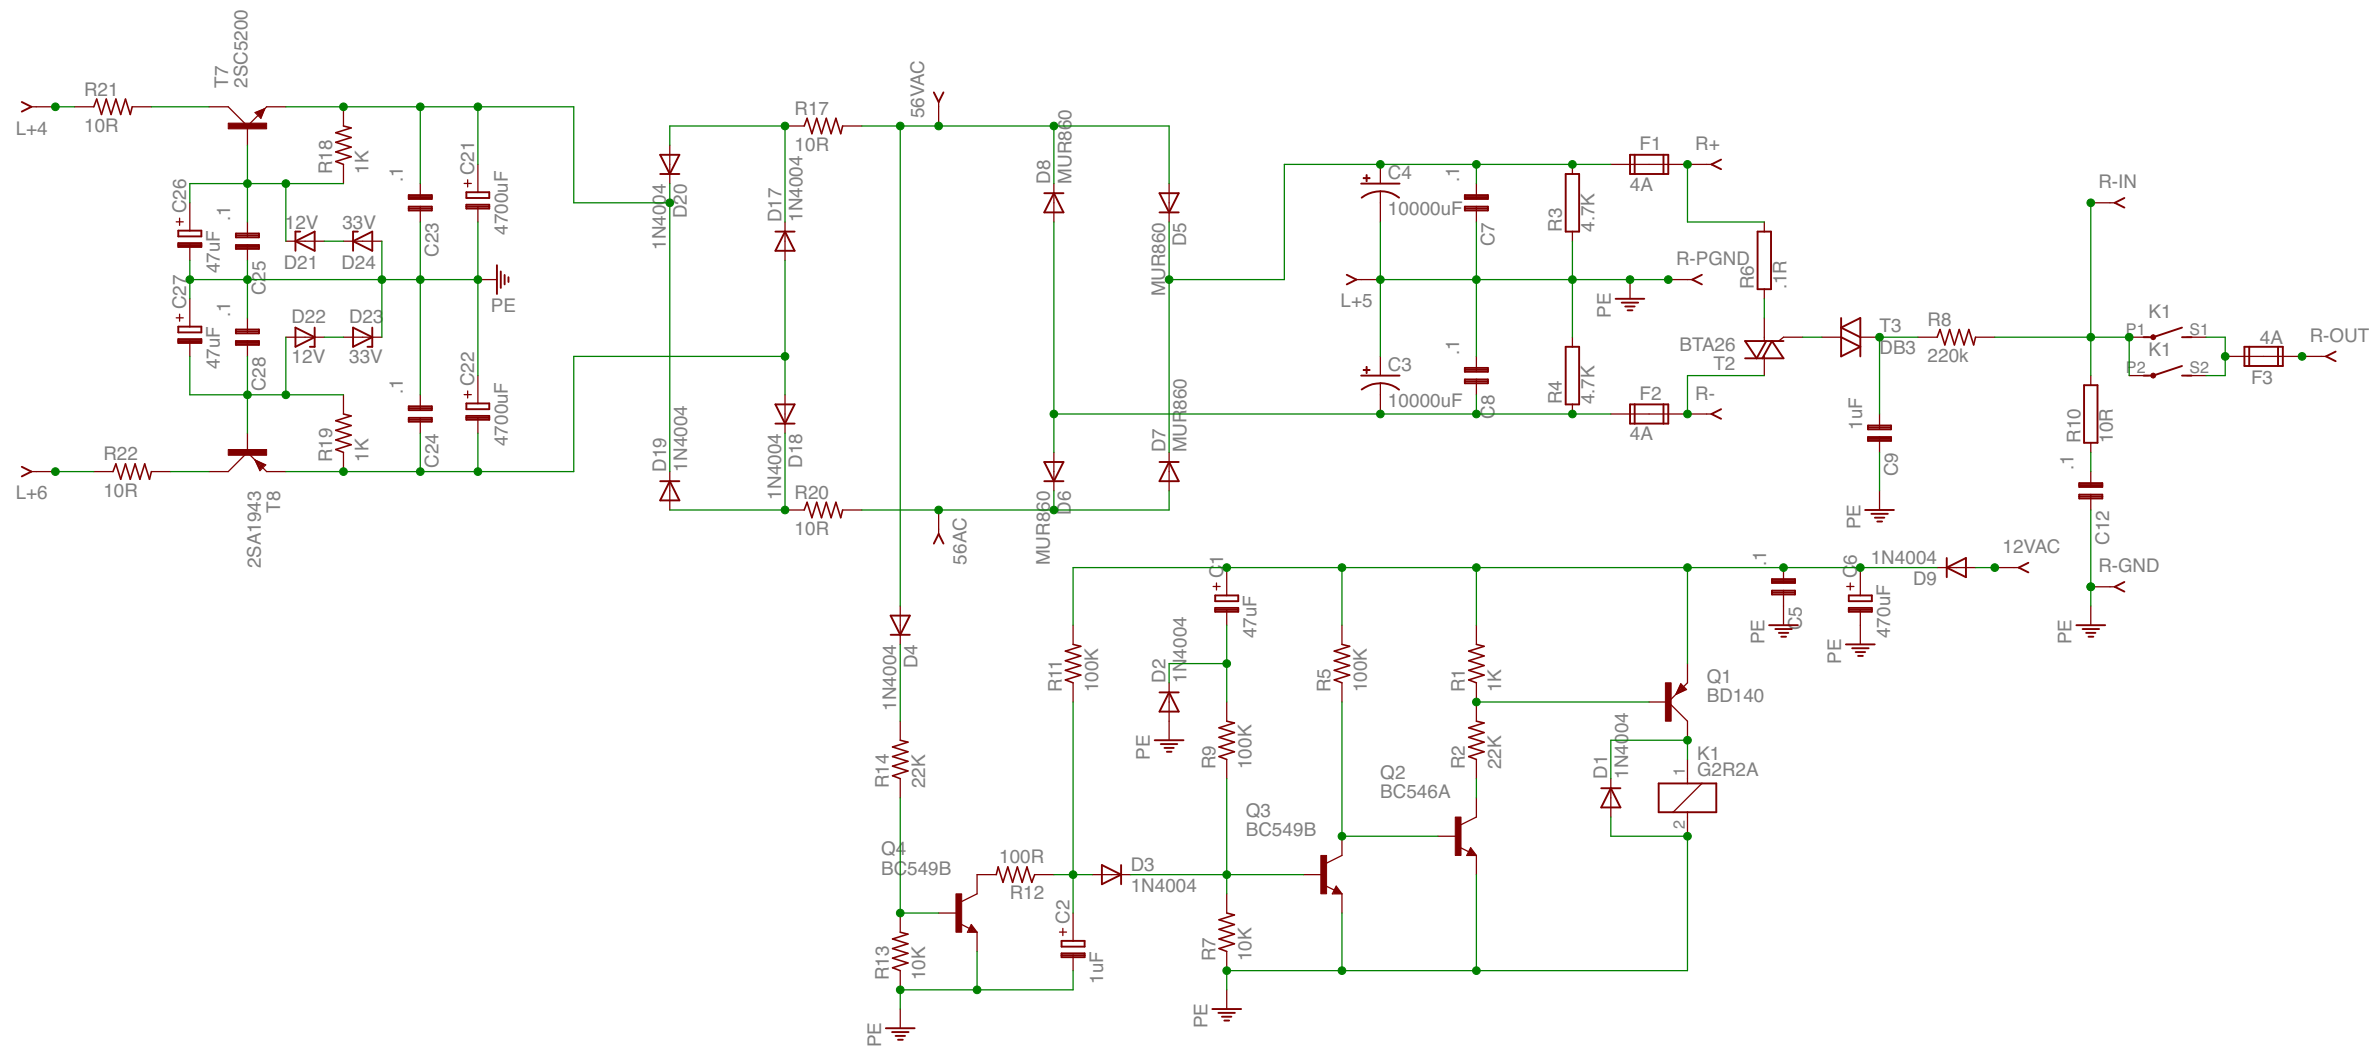 T7
2SC5200
R21
10R
L+4
R18
1K
C26
47uF
.1
C25
12V
D21
33V
D24
.1
C23
C21
4700uF
PE
C27
47uF
.1
C28
D22
12V
D23
33V
.1
C24
C22
4700uF
R19
1K
R22
10R
L+6
2SA1943
T8
1N4004
D20
D17
1N4004
R17
10R
56VAC
D19
1N4004
1N4004
D18
R20
10R
56AC
D8
MUR860
MUR860
D5
MUR860
D6
D7
MUR860
C4
10000uF
.1
C7
R3
4.7K
F1
4A
R+
L+5
PE
R-PGND
R6
.1R
C3
10000uF
.1
C8
R4
4.7K
F2
4A
R-
BTA26
T2
T3
DB3
R8
220k
1uF
C9
PE
R-IN
K1
P1
S1
K1
P2
S2
4A
F3
R-OUT
R10
10R
.1
C12
R-GND
PE
12VAC
1N4004
D9
C6
470uF
PE
.1
C5
PE
1N4004
D4
R14
22K
Q4
BC549B
R13
10K
PE
100R
R12
R11
100K
C2
1uF
D3
1N4004
D2
1N4004
PE
C1
47uF
R9
100K
R7
10K
PE
Q3
BC549B
R5
100K
Q2
BC546A
R1
1K
R2
22K
Q1
BD140
D1
1N4004
K1
G2R2A
1
2